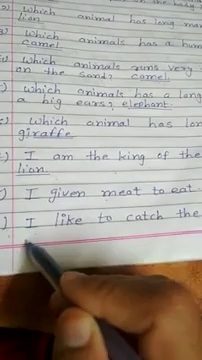 which animal has long
lion
which animals has a hum
camel
which animals runs very
on the sand? camel
which animals has a long
a big ears? elephant.
which animal has lon
giraffe
I am the king of the
lion.
I given meat to eat
I like to catch the